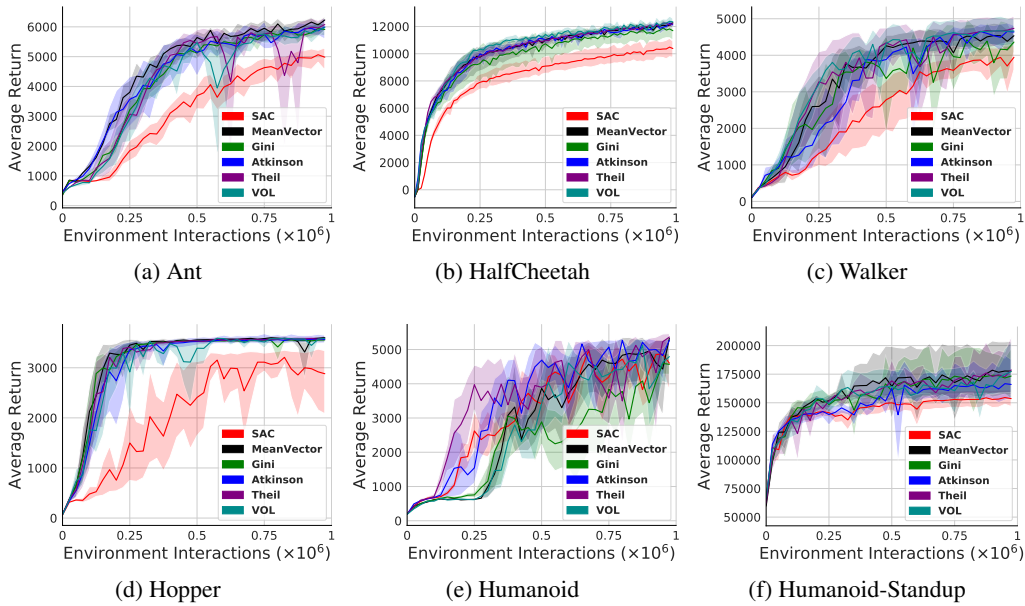 6000
5000
4000
3000
2000
1000
0
Average Return
0 0.25 0.5 0.75 1
Environment Interactions (×10⁶)
SAC
MeanVector
Gini
Atkinson
Theil
VOL
(a) Ant
12000
10000
8000
6000
4000
2000
0
Average Return
0 0.25 0.5 0.75 1
Environment Interactions (×10⁶)
SAC
MeanVector
Gini
Atkinson
Theil
VOL
(b) HalfCheetah
5000
4000
3000
2000
1000
0
Average Return
0 0.25 0.5 0.75 1
Environment Interactions (×10⁶)
SAC
MeanVector
Gini
Atkinson
Theil
VOL
(c) Walker
3000
2000
1000
0
Average Return
0 0.25 0.5 0.75 1
Environment Interactions (×10⁶)
SAC
MeanVector
Gini
Atkinson
Theil
VOL
(d) Hopper
5000
4000
3000
2000
1000
0
Average Return
0 0.25 0.5 0.75 1
Environment Interactions (×10⁶)
SAC
MeanVector
Gini
Atkinson
Theil
VOL
(e) Humanoid
200000
175000
150000
125000
100000
75000
50000
Average Return
0 0.25 0.5 0.75 1
Environment Interactions (×10⁶)
SAC
MeanVector
Gini
Atkinson
Theil
VOL
(f) Humanoid-Standup